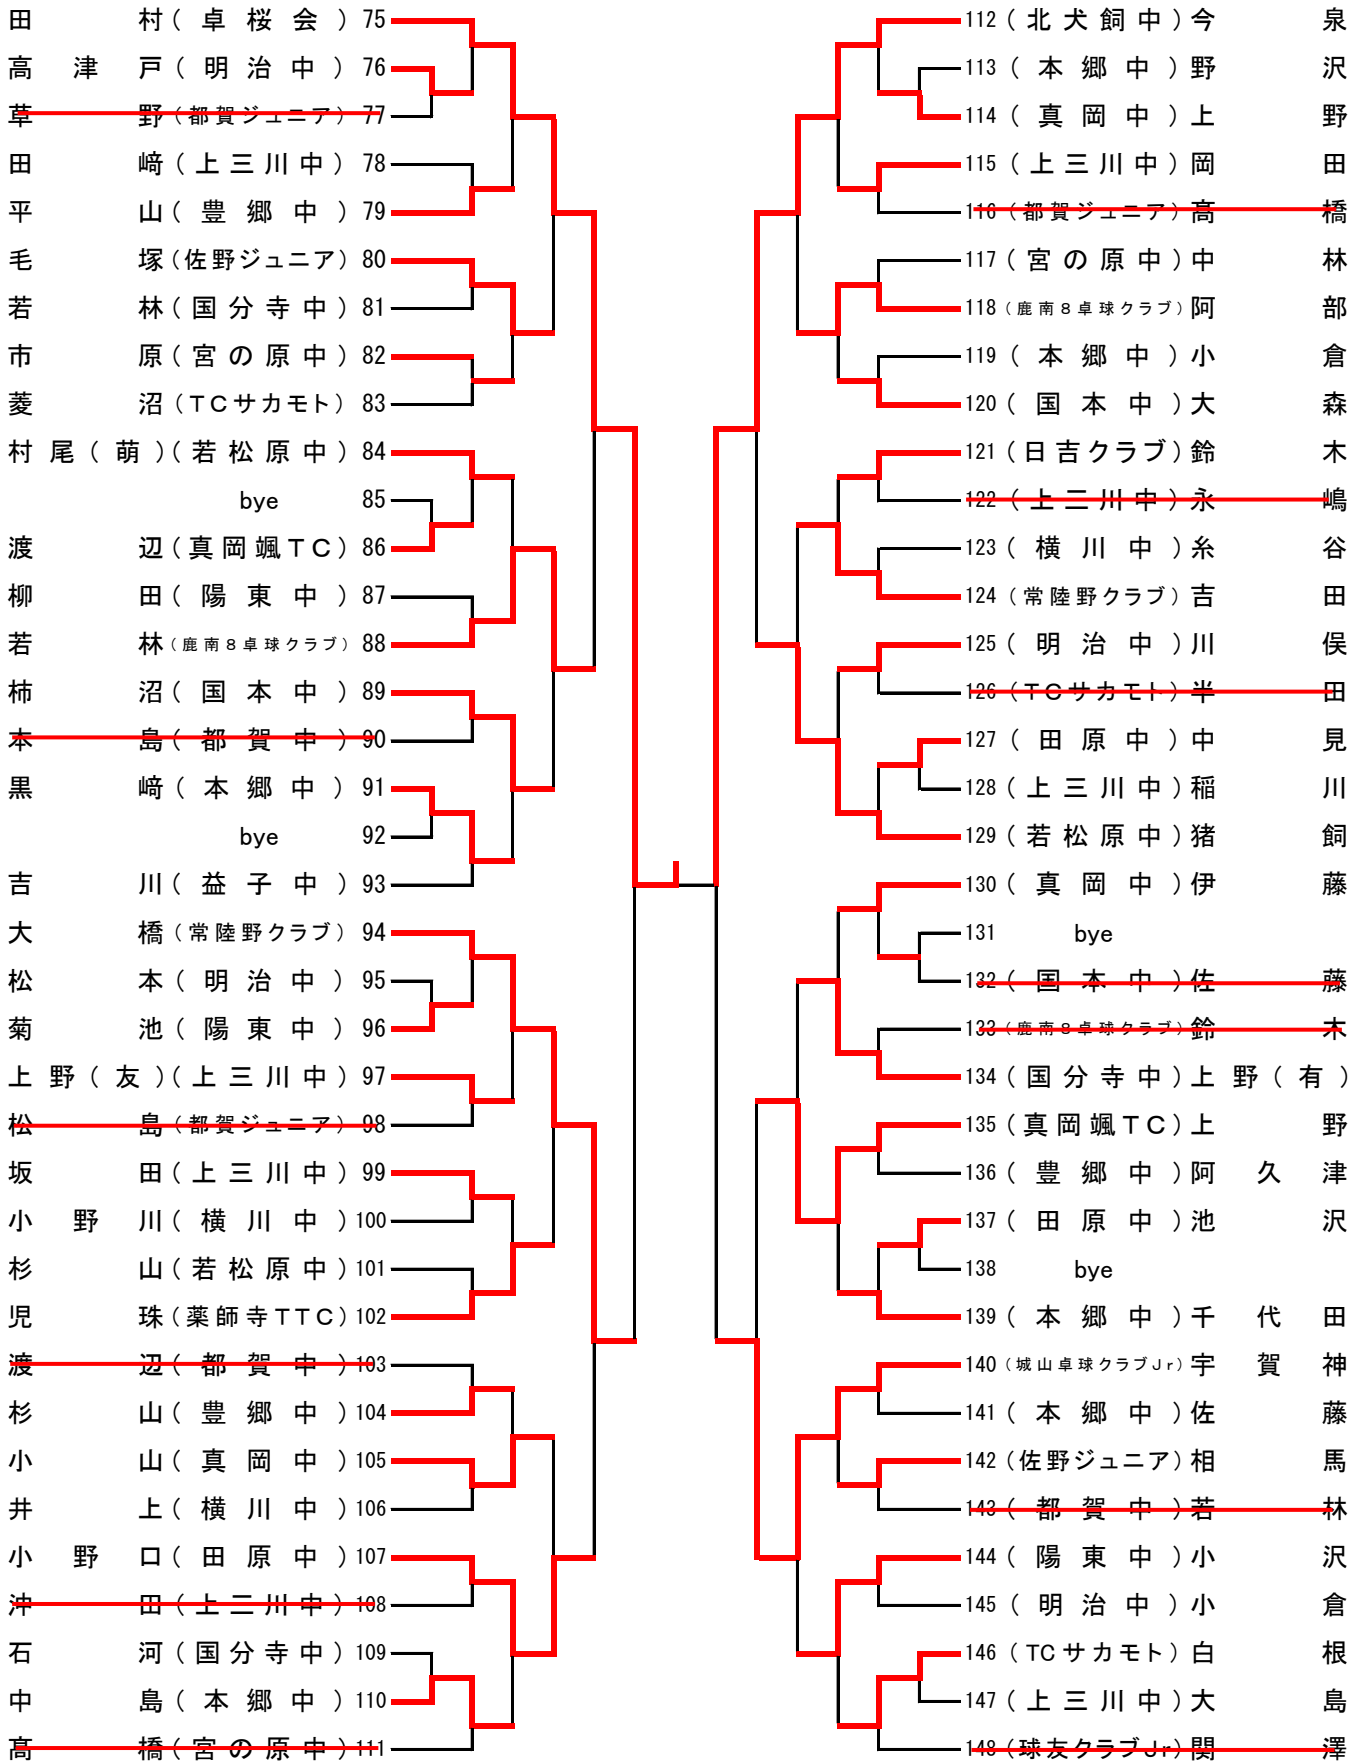 田村(卓桜会)75
高津戸(明治中)76
草野(都賀ジュニア)77
田﨑(上三川中)78
平山(豊郷中)79
毛塚(佐野ジュニア)80
若林(国分寺中)81
市原(宮の原中)82
菱沼(TCサカモト)83
村尾(萌)(若松原中)84
bye 85
渡辺(真岡颯TC)86
柳田(陽東中)87
若林(鹿南8卓球クラブ)88
柿沼(国本中)89
本島(都賀中)90
黒﨑(本郷中)91
bye 92
吉川(益子中)93
大橋(常陸野クラブ)94
松本(明治中)95
菊池(陽東中)96
上野(友)(上三川中)97
松島(都賀ジュニア)98
坂田(上三川中)99
小野川(横川中)100
杉山(若松原中)101
児珠(薬師寺TTC)102
渡辺(都賀中)103
杉山(豊郷中)104
小山(真岡中)105
井上(横川中)106
小野口(田原中)107
沖田(上三川中)108
石河(国分寺中)109
中島(本郷中)110
高橋(宮の原中)111
112(北犬飼中)今泉
113(本郷中)野沢
114(真岡中)上野
115(上三川中)岡田
116(都賀ジュニア)高橋
117(宮の原中)中林
118(鹿南8卓球クラブ)阿部
119(本郷中)小倉
120(国本中)大森
121(日吉クラブ)鈴木
122(上三川中)永嶋
123(横川中)糸谷
124(常陸野クラブ)吉田
125(明治中)川俣
126(TCサカモト)半田
127(田原中)中見
128(上三川中)稲川
129(若松原中)猪飼
130(真岡中)伊藤
131 bye
132(国本中)佐藤
133(鹿南8卓球クラブ)鈴木
134(国分寺中)上野(有)
135(真岡颯TC)上野
136(豊郷中)阿久津
137(田原中)池沢
138 bye
139(本郷中)千代田
140(城山卓球クラブJr)宇賀神
141(本郷中)佐藤
142(佐野ジュニア)相馬
143(都賀中)若林
144(陽東中)小沢
145(明治中)小倉
146(TCサカモト)白根
147(上三川中)大島
148(球友クラブJr)関澤